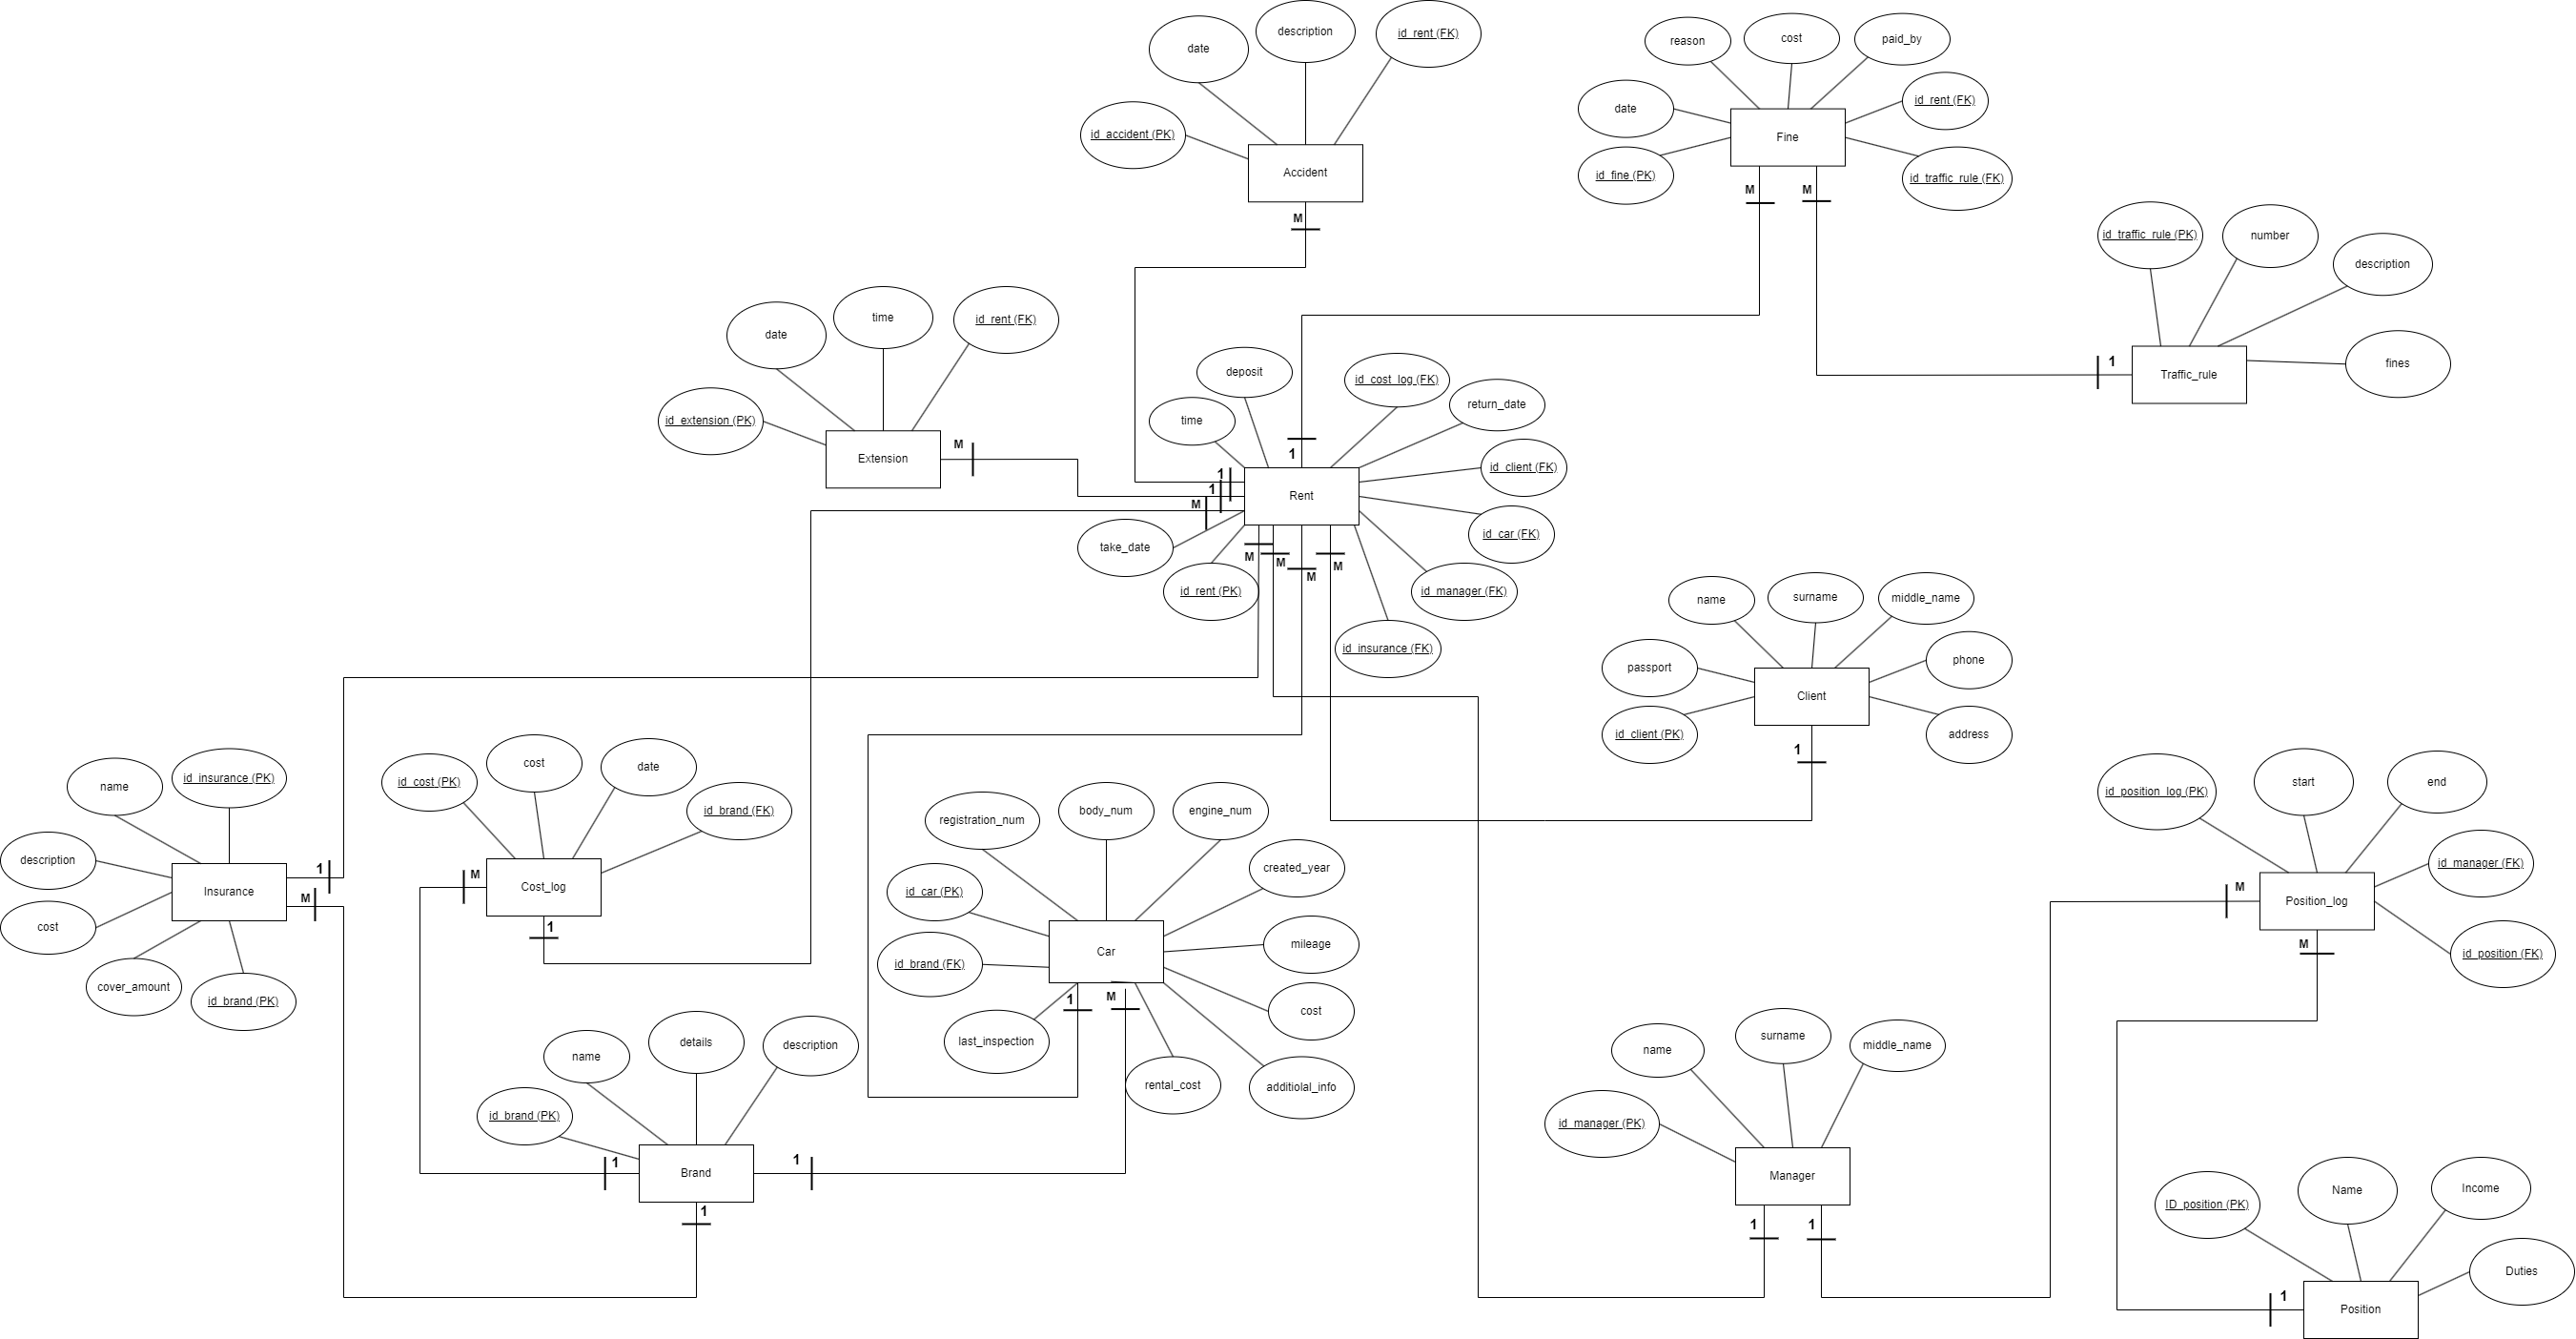 date
description
id_rent (FK)
id_accident (PK)
Accident
M
reason
cost
paid_by
date
id_rent (FK)
id_fine (PK)
id_traffic_rule (FK)
Fine
M
M
id_traffic_rule (PK)
number
description
fines
1
Traffic_rule
date
time
id_rent (FK)
id_extension (PK)
Extension
M
deposit
id_cost_log (FK)
time
return_date
id_client (FK)
1
1
1
M
Rent
take_date
id_car (FK)
M
M
M
M
id_rent (PK)
id_manager (FK)
id_insurance (FK)
name
surname
middle_name
passport
phone
id_client (PK)
address
Client
1
name
id_insurance (PK)
description
cost
cover_amount
id_brand (PK)
Insurance
1
M
id_cost (PK)
cost
date
id_brand (FK)
Cost_log
M
1
registration_num
body_num
engine_num
created_year
id_car (PK)
mileage
id_brand (FK)
cost
last_inspection
rental_cost
additiolal_info
Car
1
M
id_position_log (PK)
start
end
id_manager (FK)
id_position (FK)
Position_log
M
M
name
details
description
id_brand (PK)
Brand
1
1
1
name
surname
middle_name
id_manager (PK)
Manager
1
1
ID_position (PK)
Name
Income
Duties
Position
1